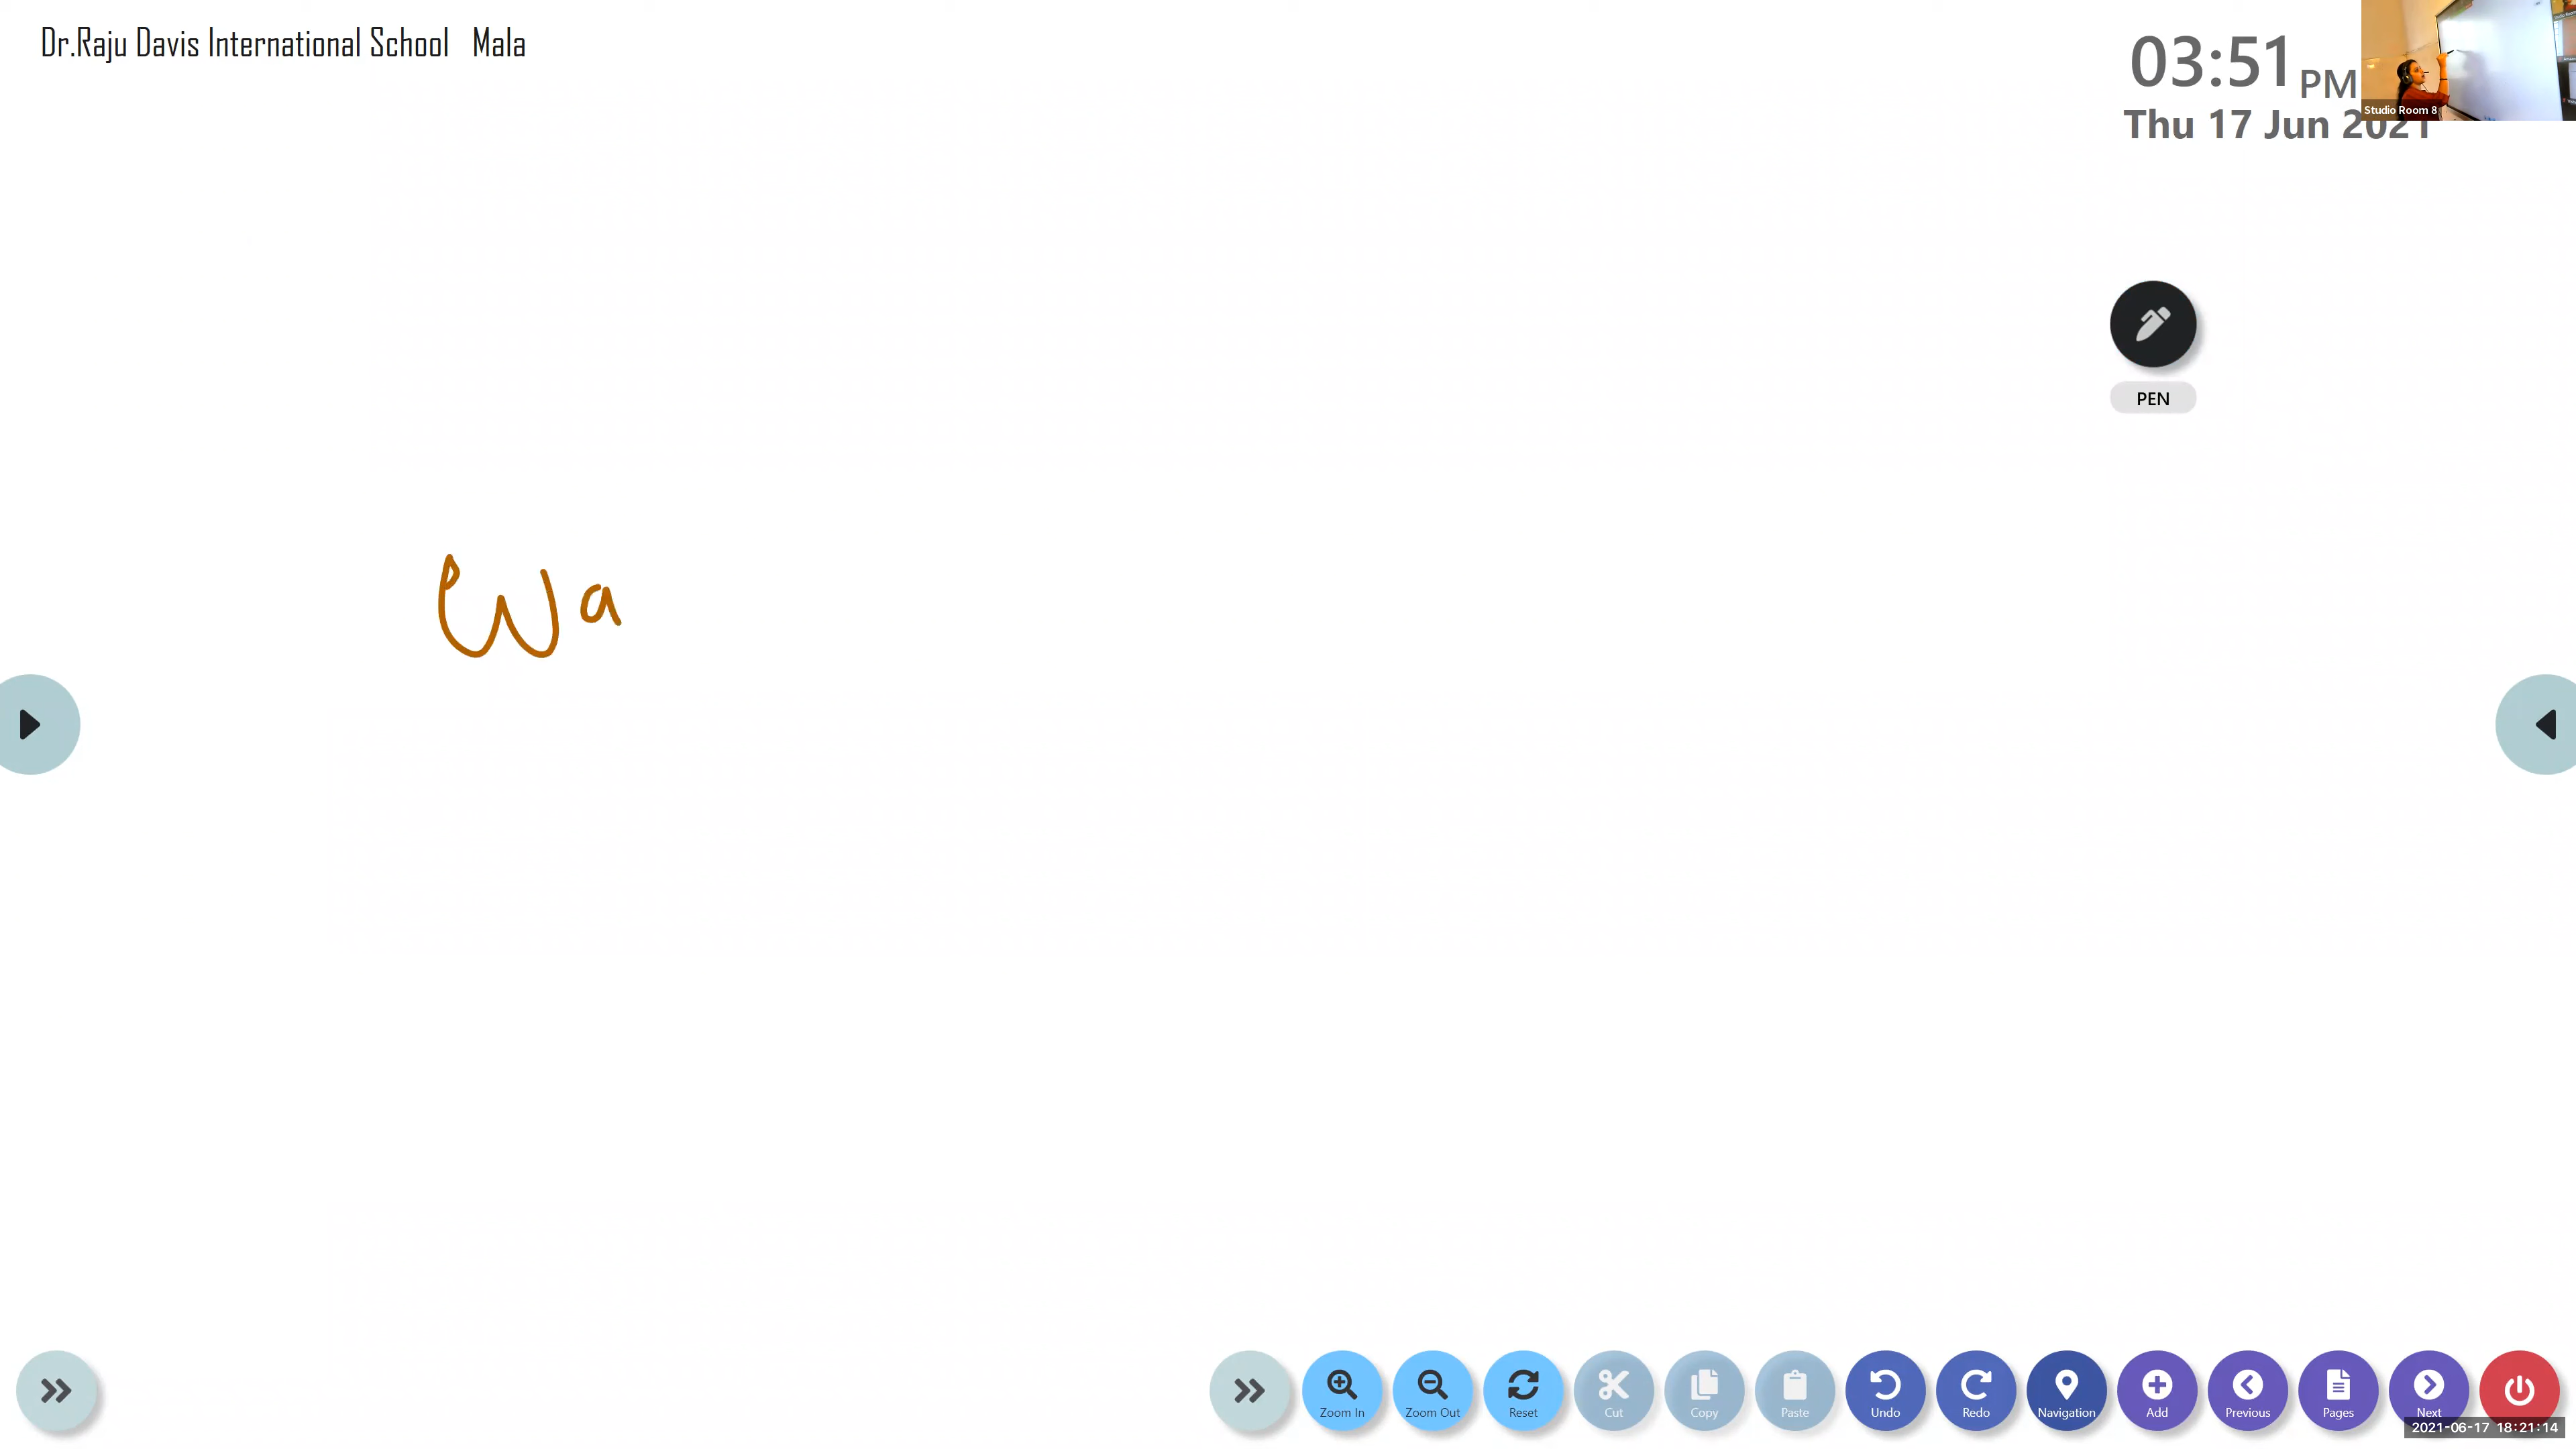 Dr.Raju Davis International School Mala
03:51 PM
Thu 17 Jun 2021
Studio Room 8
PEN
Wa
Zoom In
Zoom Out
Reset
Cut
Copy
Paste
Undo
Redo
Navigation
Add
Previous
Pages
Next
2021-06-17 18:21:14